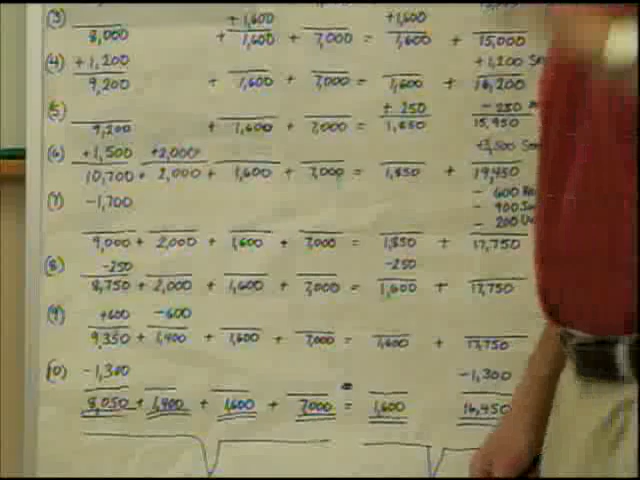 (3) +1,600 +1,600
8,000 + 1,600 + 7,000 = 1,600 + 15,000
(4) +1,200 +1,200
9,200 + 1,600 + 7,000 = 1,600 + 16,200
(5) + 250 - 250
9,200 + 1,600 + 7,000 = 1,850 15,950
(6) +1,500 +2,000 +3,500
10,700 + 2,000 + 1,600 + 7,000 = 1,850 + 19,450
(7) -1,700 - 600
- 900
- 200
9,000 + 2,000 + 1,600 + 7,000 = 1,850 + 17,750
(8) -250 -250
8,750 + 2,000 + 1,600 + 7,000 = 1,600 + 17,750
(9) +600 -600
9,350 + 1,400 + 1,600 + 7,000 = 1,600 + 17,750
(10) -1,300 -1,300
8,050 + 1,400 + 1,600 + 7,000 = 1,600 16,450